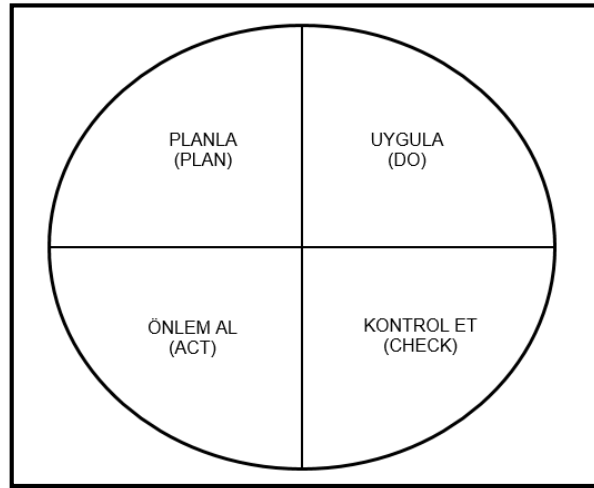 PLANLA
(PLAN)
UYGULA
(DO)
ÖNLEM AL
(ACT)
KONTROL ET
(CHECK)